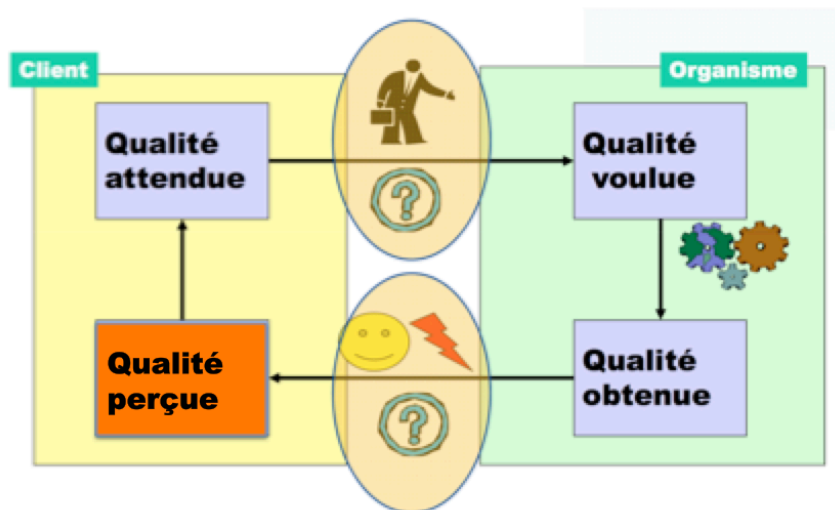 Client
Organisme
Qualité
attendue
Qualité
voulue
?
?
Qualité
perçue
Qualité
obtenue